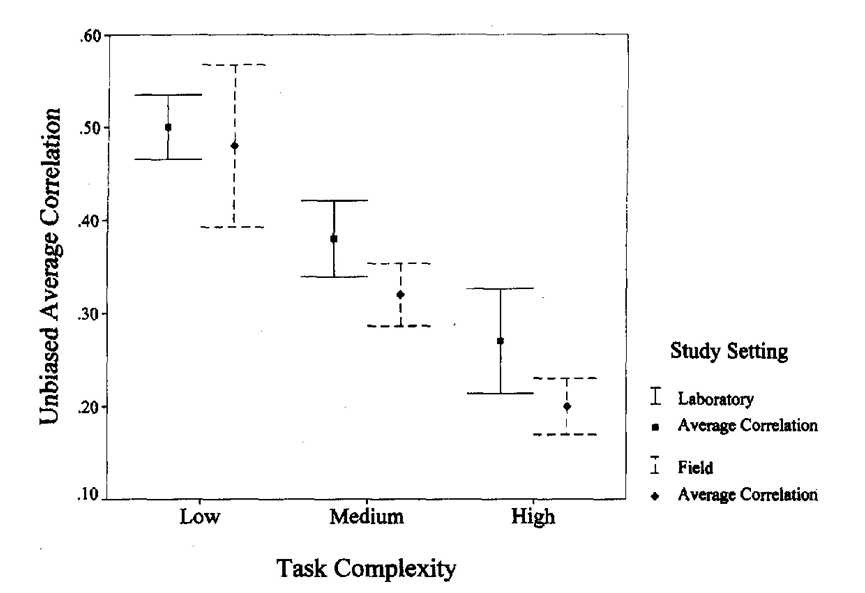 .60
.50
.40
.30
.20
.10
Unbiased Average Correlation
Low Medium High
Task Complexity
Study Setting
Laboratory
Average Correlation
Field
Average Correlation